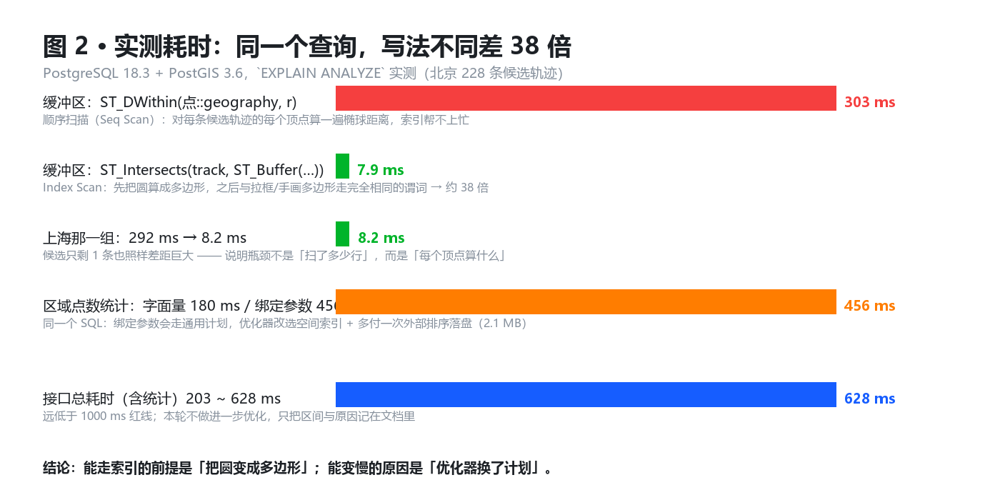 图 2 • 实测耗时：同一个查询，写法不同差 38 倍
PostgreSQL 18.3 + PostGIS 3.6，`EXPLAIN ANALYZE` 实测（北京 228 条候选轨迹）
缓冲区：ST_DWithin(点::geography, r)
303 ms
顺序扫描（Seq Scan）：对每条候选轨迹的每个顶点算一遍椭球距离，索引帮不上忙
缓冲区：ST_Intersects(track, ST_Buffer(…))
7.9 ms
Index Scan：先把圆算成多边形，之后与拉框/手画多边形走完全相同的谓词 → 约 38 倍
上海那一组：292 ms → 8.2 ms
8.2 ms
候选只剩 1 条也照样差距巨大 —— 说明瓶颈不是「扫了多少行」，而是「每个顶点算什么」
区域点数统计：字面量 180 ms / 绑定参数 456
456 ms
同一个 SQL：绑定参数会走通用计划，优化器改选空间索引 + 多付一次外部排序落盘（2.1 MB）
接口总耗时（含统计）203 ~ 628 ms
628 ms
远低于 1000 ms 红线；本轮不做进一步优化，只把区间与原因记在文档里
结论：能走索引的前提是「把圆变成多边形」；能变慢的原因是「优化器换了计划」。